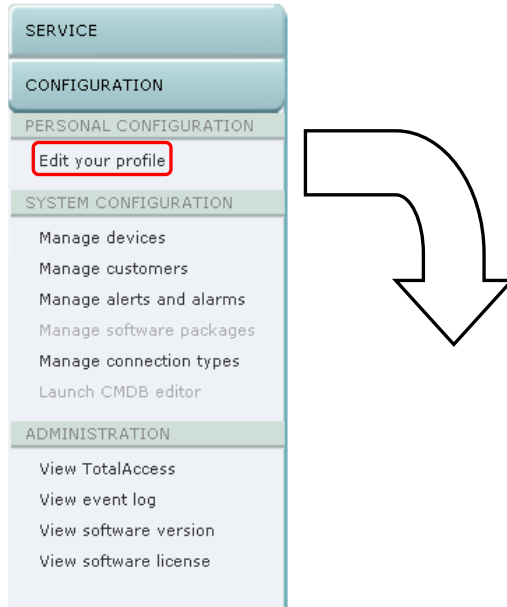 SERVICE
CONFIGURATION
PERSONAL CONFIGURATION
Edit your profile
SYSTEM CONFIGURATION
Manage devices
Manage customers
Manage alerts and alarms
Manage software packages
Manage connection types
Launch CMDB editor
ADMINISTRATION
View TotalAccess
View event log
View software version
View software license